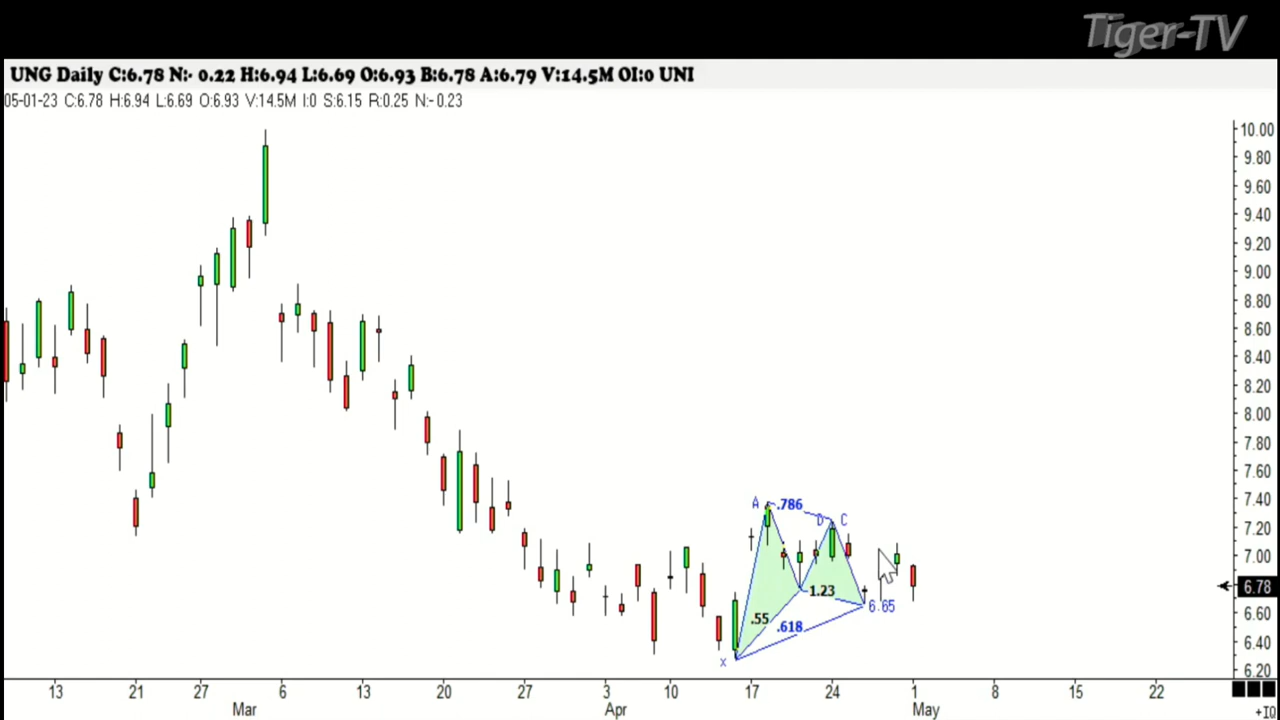 Tiger-TV
UNG Daily C:6.78 N:- 0.22 H:6.94 L:6.69 O:6.93 B:6.78 A:6.79 V:14.5M OI:0 UNI
05-01-23 C:6.78 H:6.94 L:6.69 O:6.93 V:14.5M I:0 S:6.15 R:0.25 N:-0.23
10.00
9.80
9.60
9.40
9.20
9.00
8.80
8.60
8.40
8.20
8.00
7.80
7.60
7.40
7.20
7.00
6.78
6.60
6.40
6.20
A .786
D C
1.23
6.65
.55
.618
X
13 21 27 6 13 20 27 3 10 17 24 1 8 15 22
Mar Apr May
+IQ